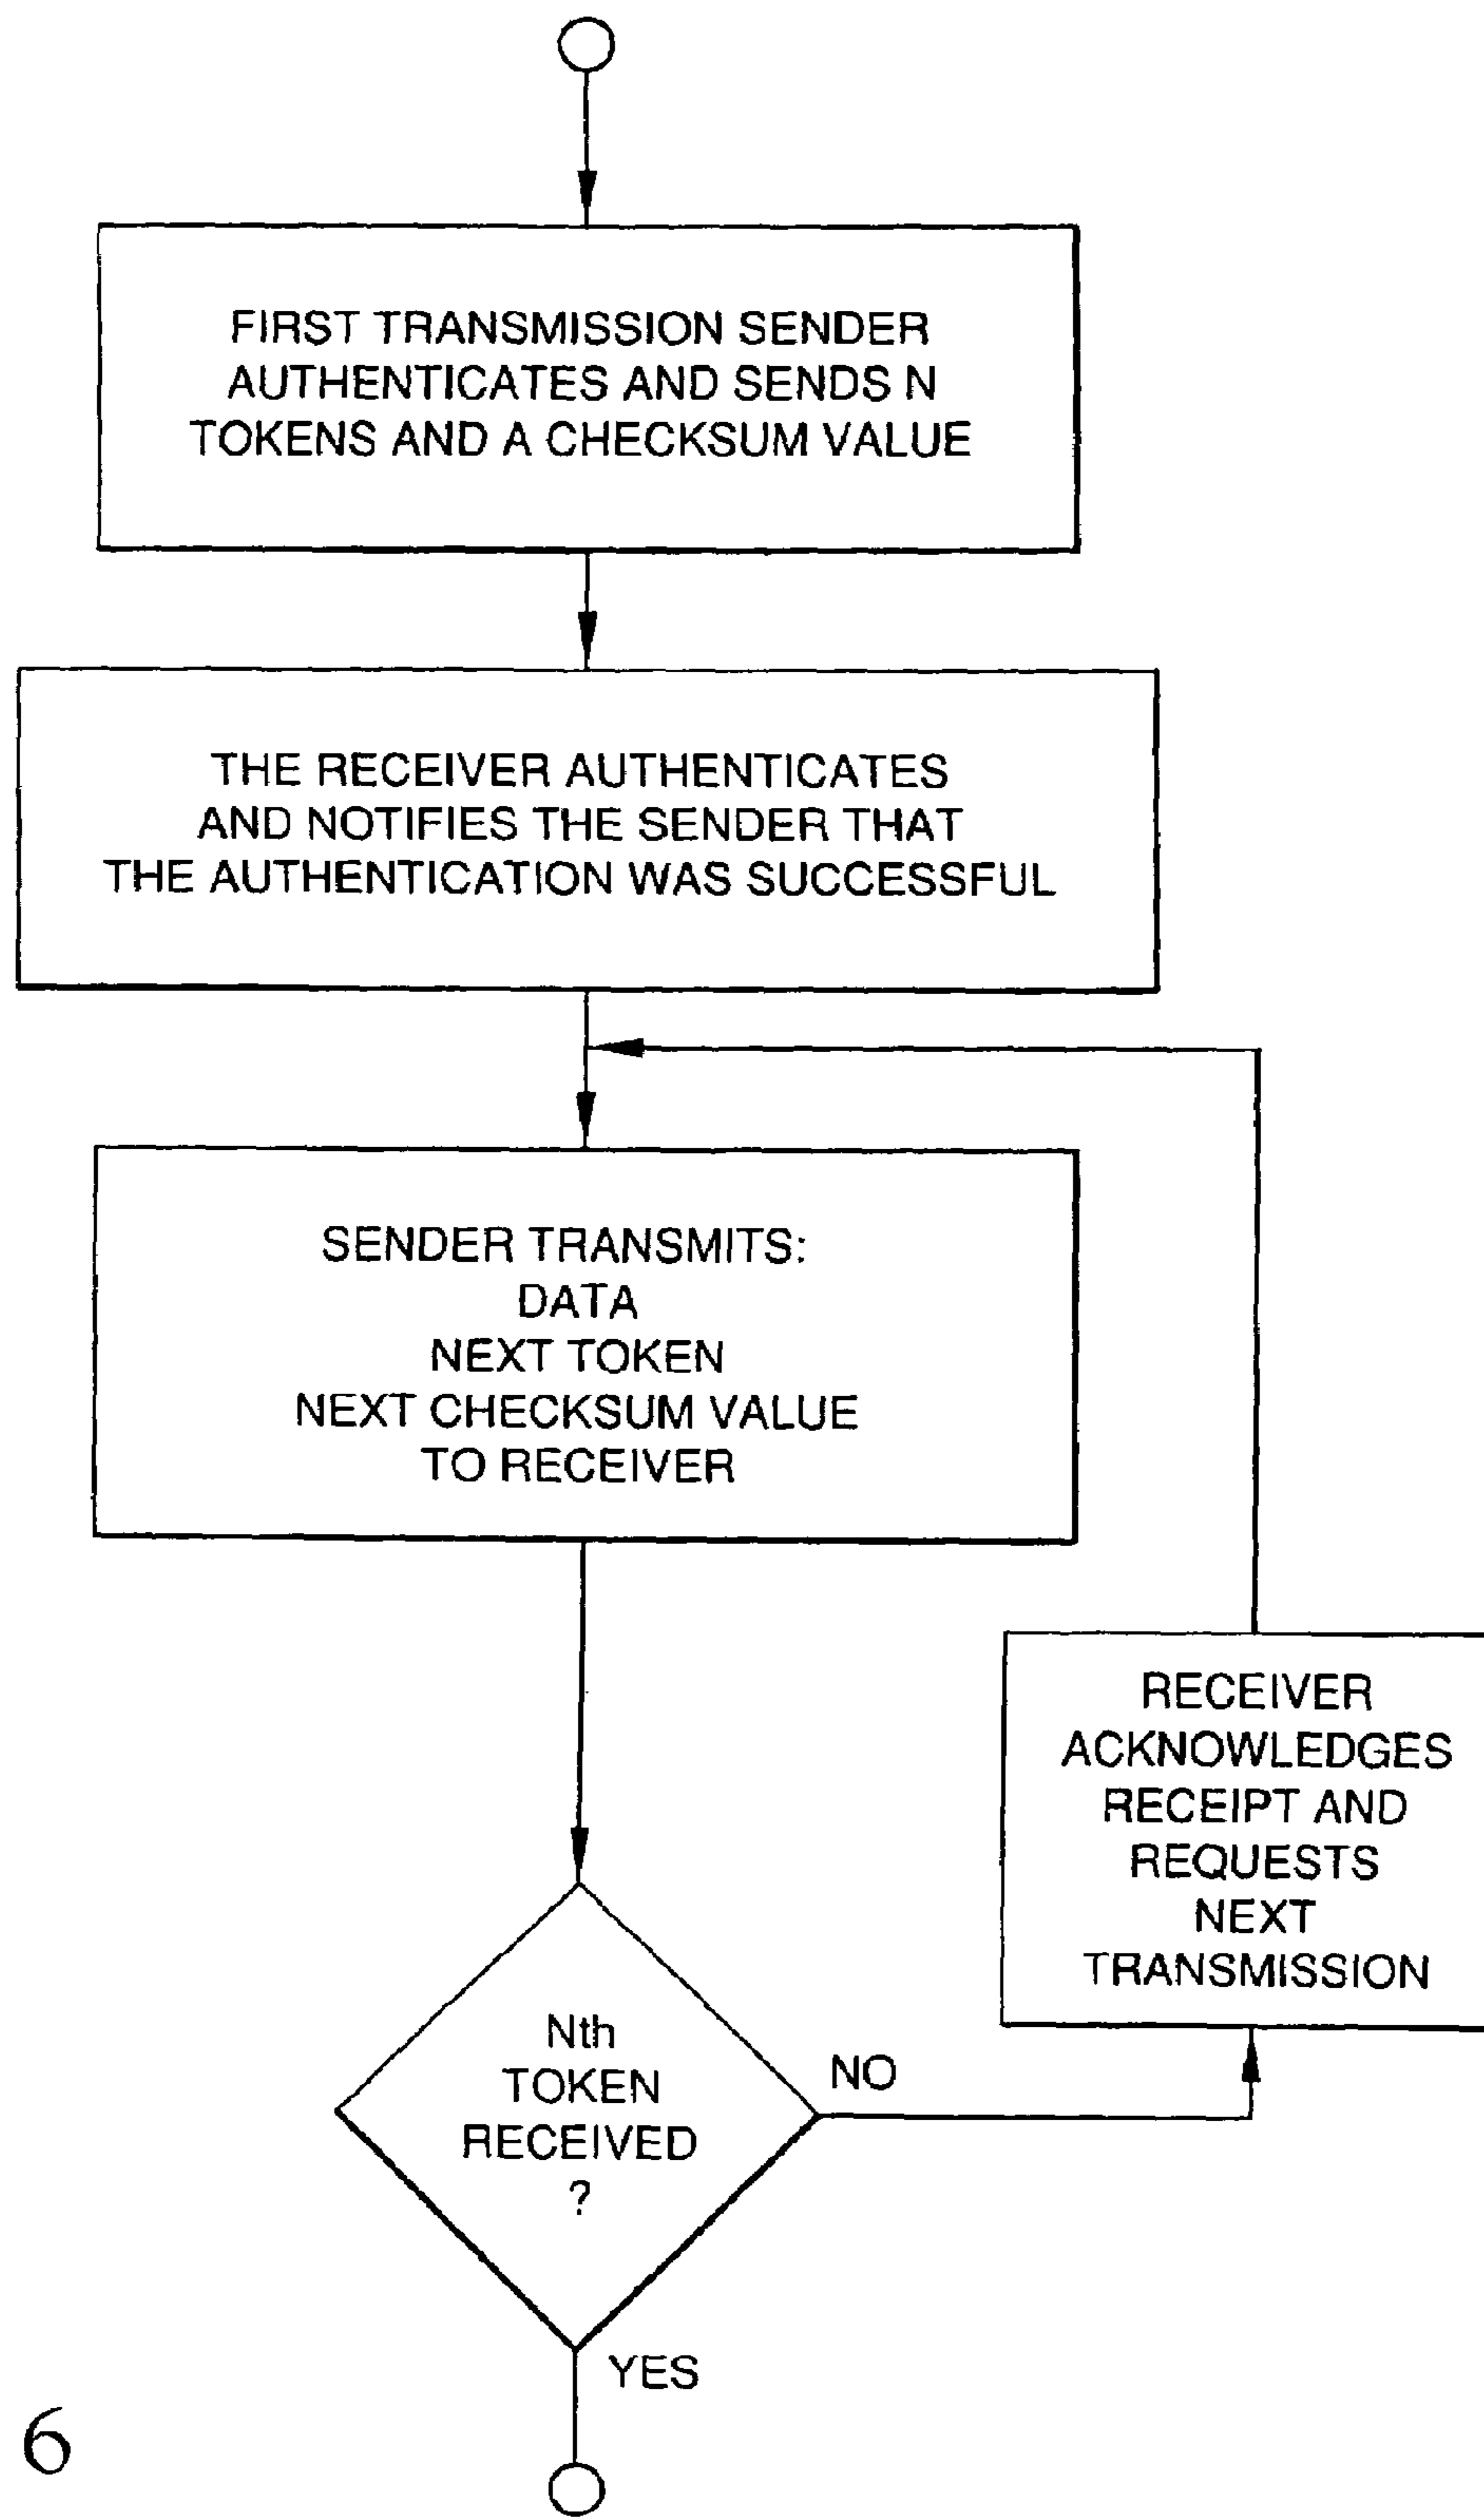 FIRST TRANSMISSION SENDER
AUTHENTICATES AND SENDS N
TOKENS AND A CHECKSUM VALUE
THE RECEIVER AUTHENTICATES
AND NOTIFIES THE SENDER THAT
THE AUTHENTICATION WAS SUCCESSFUL
SENDER TRANSMITS:
DATA
NEXT TOKEN
NEXT CHECKSUM VALUE
TO RECEIVER
RECEIVER
ACKNOWLEDGES
RECEIPT AND
REQUESTS
NEXT
TRANSMISSION
Nth
TOKEN
RECEIVED
?
NO
YES
6